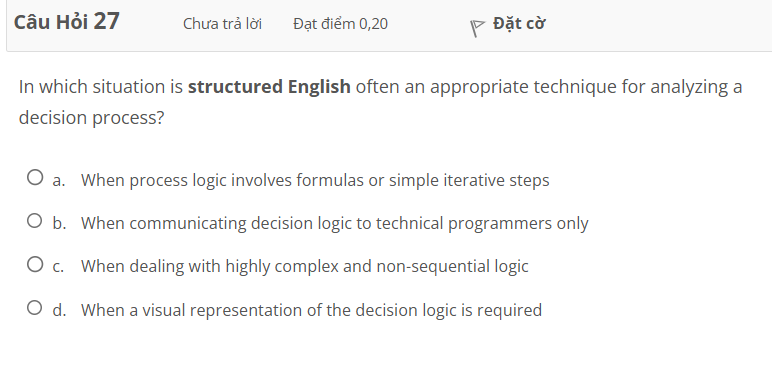 Câu Hỏi 27 Chưa trả lời Đạt điểm 0,20 Đặt cờ
In which situation is structured English often an appropriate technique for analyzing a
decision process?
a. When process logic involves formulas or simple iterative steps
b. When communicating decision logic to technical programmers only
c. When dealing with highly complex and non-sequential logic
d. When a visual representation of the decision logic is required